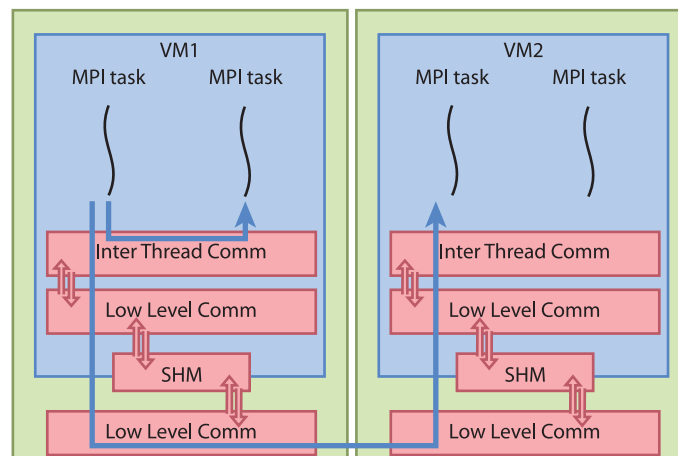 VM1
MPI task MPI task
Inter Thread Comm
Low Level Comm
SHM
Low Level Comm
VM2
MPI task MPI task
Inter Thread Comm
Low Level Comm
SHM
Low Level Comm